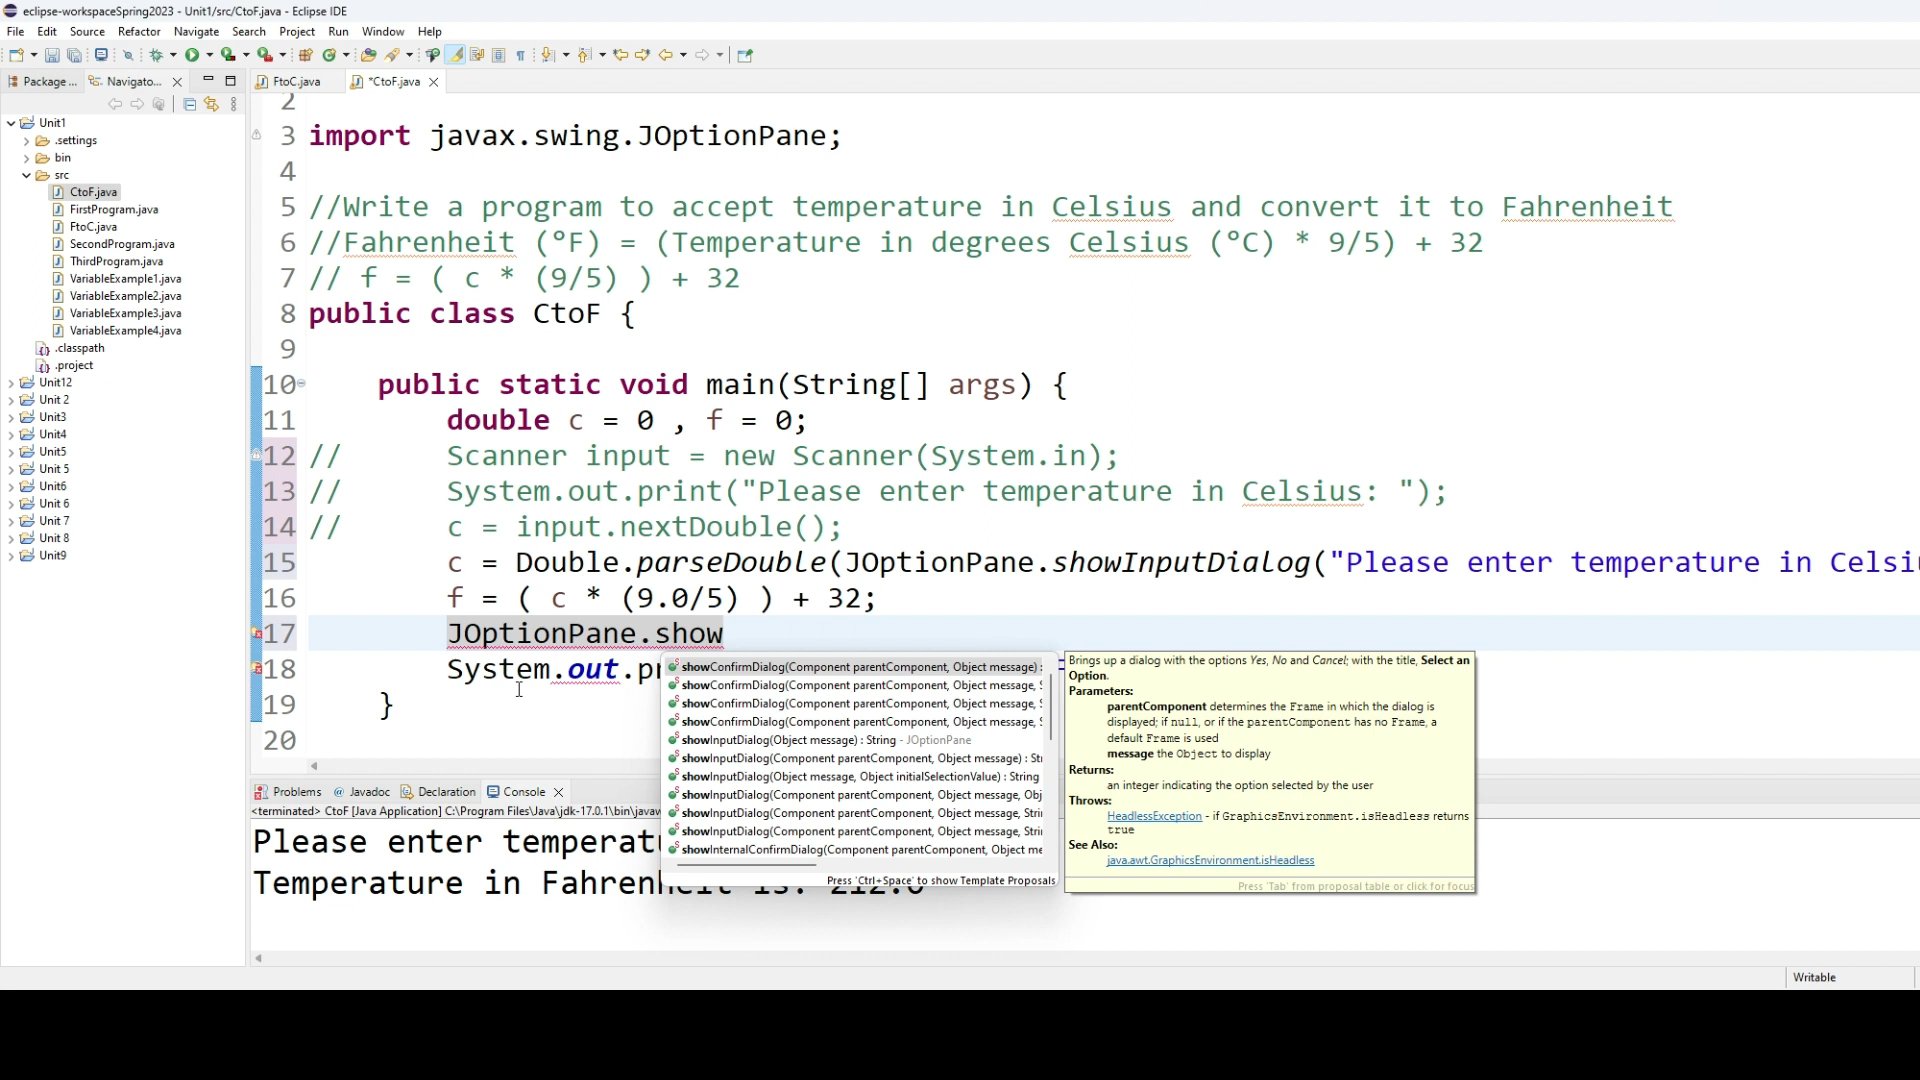 eclipse-workspaceSpring2023 - Unit1/src/CtoF.java - Eclipse IDE
File Edit Source Refactor Navigate Search Project Run Window Help
Package ... Navigato... FtoC.java *CtoF.java
Unit1
.settings
bin
src
CtoF.java
FirstProgram.java
FtoC.java
SecondProgram.java
ThirdProgram.java
VariableExample1.java
VariableExample2.java
VariableExample3.java
VariableExample4.java
.classpath
.project
Unit12
Unit 2
Unit3
Unit4
Unit5
Unit 5
Unit6
Unit 6
Unit 7
Unit 8
Unit9
2
3 import javax.swing.JOptionPane;
4
5 //Write a program to accept temperature in Celsius and convert it to Fahrenheit
6 //Fahrenheit (°F) = (Temperature in degrees Celsius (°C) * 9/5) + 32
7 // f = ( c * (9/5) ) + 32
8 public class CtoF {
9
10 public static void main(String[] args) {
11 double c = 0 , f = 0;
12 // Scanner input = new Scanner(System.in);
13 // System.out.print("Please enter temperature in Celsius: ");
14 // c = input.nextDouble();
15 c = Double.parseDouble(JOptionPane.showInputDialog("Please enter temperature in Celsi
16 f = ( c * (9.0/5) ) + 32;
17 JOptionPane.show
18 System.out.pr
19 }
20
showConfirmDialog(Component parentComponent, Object message) :
showConfirmDialog(Component parentComponent, Object message, S
showConfirmDialog(Component parentComponent, Object message, S
showConfirmDialog(Component parentComponent, Object message, S
showInputDialog(Object message) : String - JOptionPane
showInputDialog(Component parentComponent, Object message) : Str
showInputDialog(Object message, Object initialSelectionValue) : String
showInputDialog(Component parentComponent, Object message, Obj
showInputDialog(Component parentComponent, Object message, Stri
showInputDialog(Component parentComponent, Object message, Stri
showInternalConfirmDialog(Component parentComponent, Object me
Press 'Ctrl+Space' to show Template Proposals
Brings up a dialog with the options Yes, No and Cancel; with the title, Select an
Option.
Parameters:
parentComponent determines the Frame in which the dialog is
displayed; if null, or if the parentComponent has no Frame, a
default Frame is used
message the Object to display
Returns:
an integer indicating the option selected by the user
Throws:
HeadlessException - if GraphicsEnvironment.isHeadless returns
true
See Also:
java.awt.GraphicsEnvironment.isHeadless
Press 'Tab' from proposal table or click for focus
Problems @ Javadoc Declaration Console
<terminated> CtoF [Java Application] C:\Program Files\Java\jdk-17.0.1\bin\javaw
Please enter temperatu
Temperature in Fahrenheit is: 212.0
Writable